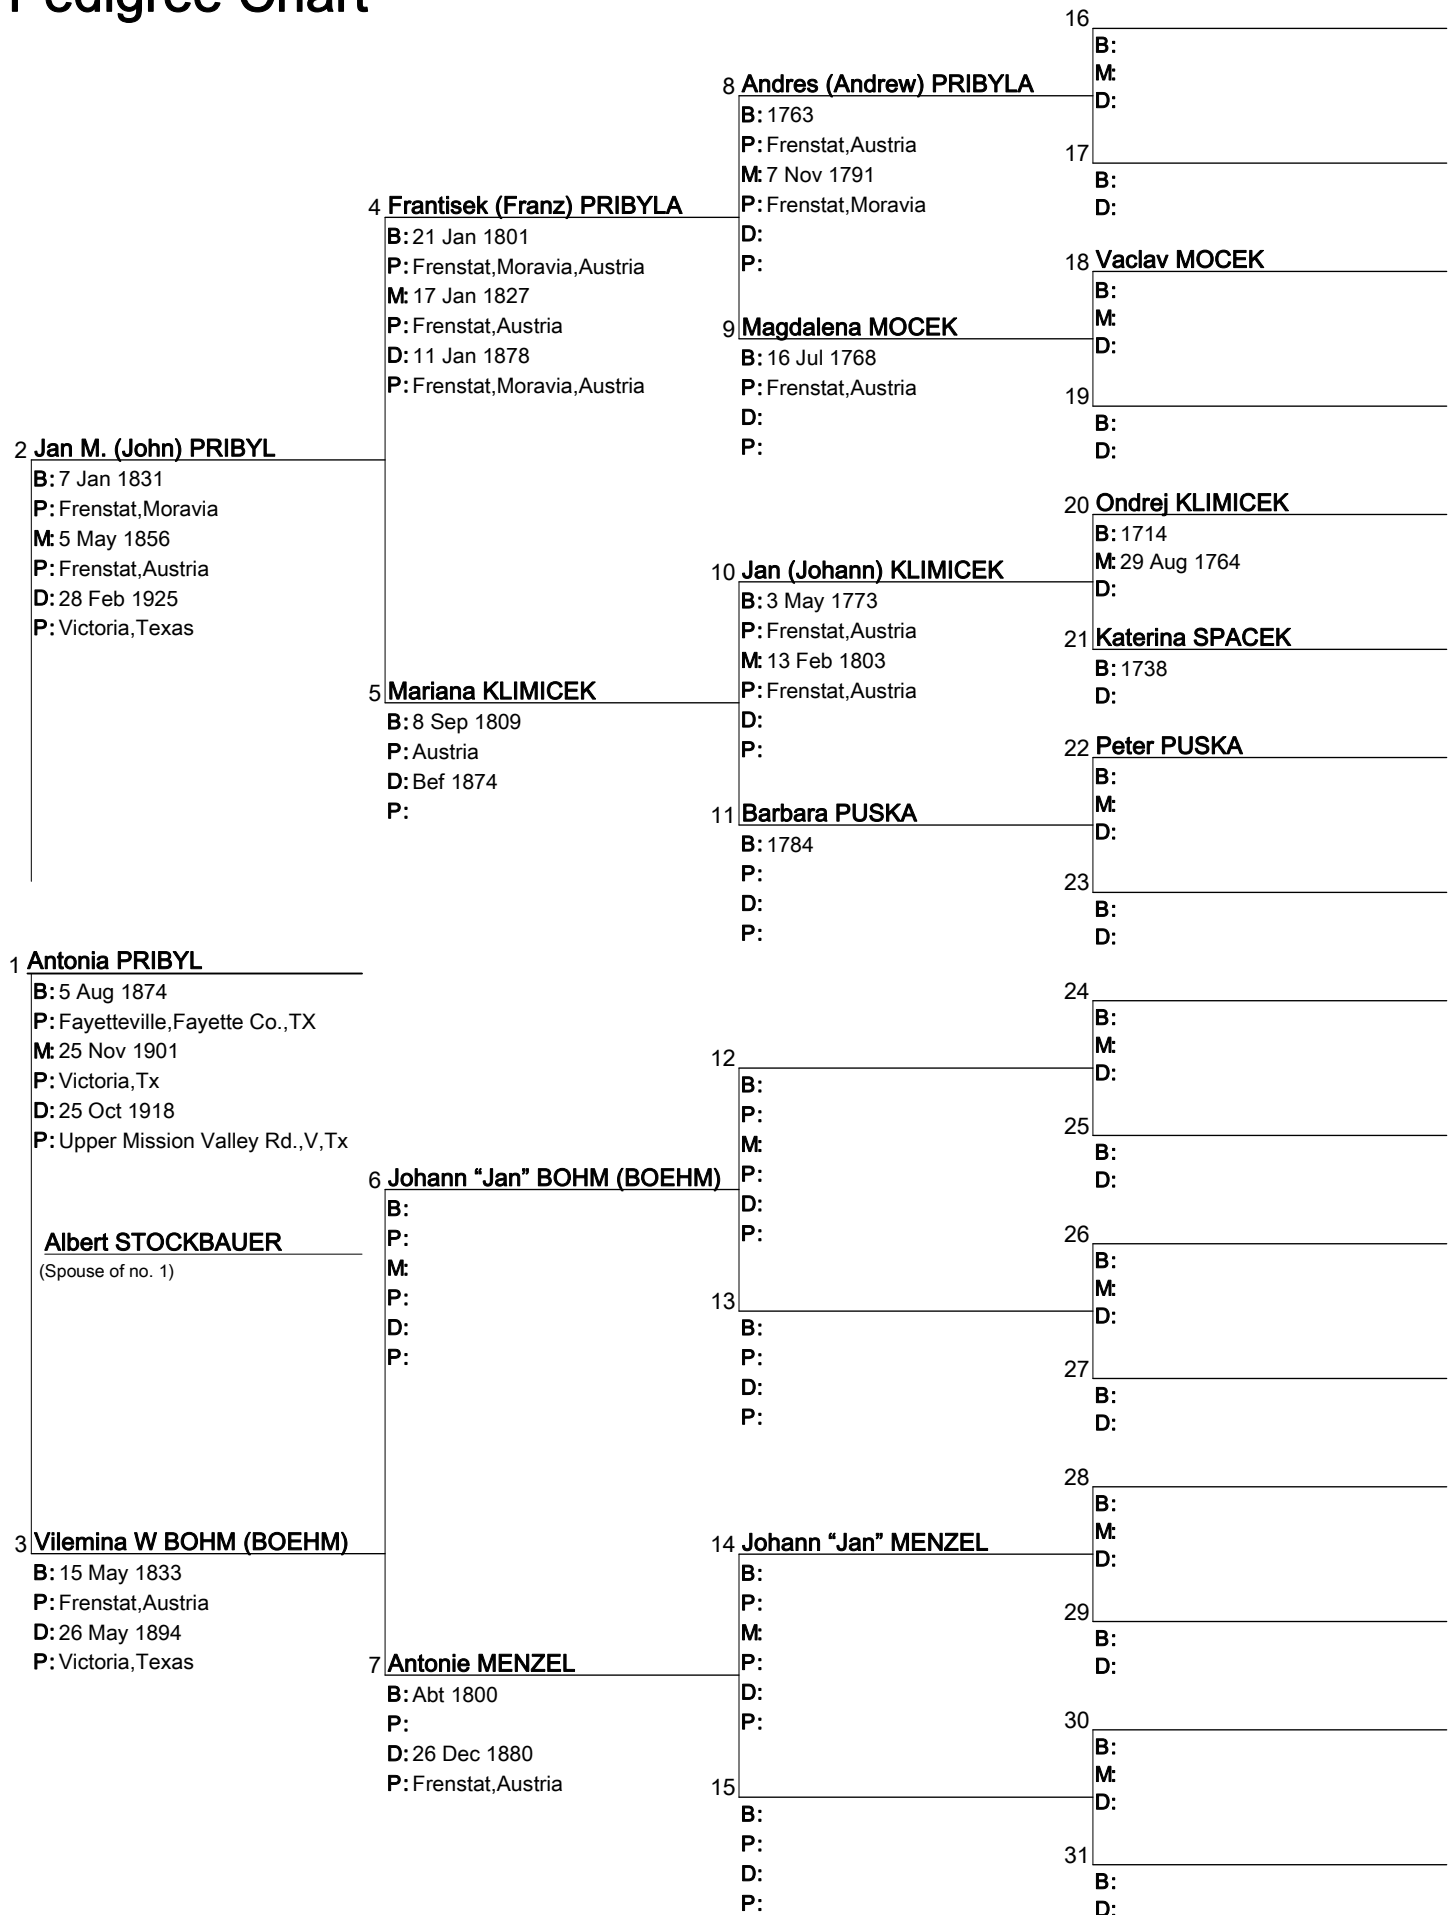 Pedigree Chart
16
B:
M:
D:
17
B:
D:
8 Andres (Andrew) PRIBYLA
B: 1763
P: Frenstat,Austria
M: 7 Nov 1791
P: Frenstat,Moravia
D:
P:
4 Frantisek (Franz) PRIBYLA
B: 21 Jan 1801
P: Frenstat,Moravia,Austria
M: 17 Jan 1827
P: Frenstat,Austria
D: 11 Jan 1878
P: Frenstat,Moravia,Austria
18 Vaclav MOCEK
B:
M:
D:
9 Magdalena MOCEK
B: 16 Jul 1768
P: Frenstat,Austria
D:
P:
19
B:
D:
2 Jan M. (John) PRIBYL
B: 7 Jan 1831
P: Frenstat,Moravia
M: 5 May 1856
P: Frenstat,Austria
D: 28 Feb 1925
P: Victoria,Texas
20 Ondrej KLIMICEK
B: 1714
M: 29 Aug 1764
D:
10 Jan (Johann) KLIMICEK
B: 3 May 1773
P: Frenstat,Austria
M: 13 Feb 1803
P: Frenstat,Austria
D:
P:
21 Katerina SPACEK
B: 1738
D:
5 Mariana KLIMICEK
B: 8 Sep 1809
P: Austria
D: Bef 1874
P:
22 Peter PUSKA
B:
M:
D:
11 Barbara PUSKA
B: 1784
P:
D:
P:
23
B:
D:
1 Antonia PRIBYL
B: 5 Aug 1874
P: Fayetteville,Fayette Co.,TX
M: 25 Nov 1901
P: Victoria,Tx
D: 25 Oct 1918
P: Upper Mission Valley Rd.,V,Tx
Albert STOCKBAUER
(Spouse of no. 1)
24
B:
M:
D:
12
B:
P:
M:
P:
D:
P:
25
B:
D:
6 Johann “Jan” BOHM (BOEHM)
B:
P:
M:
P:
D:
P:
26
B:
M:
D:
13
B:
P:
D:
P:
27
B:
D:
28
B:
M:
D:
3 Vilemina W BOHM (BOEHM)
B: 15 May 1833
P: Frenstat,Austria
D: 26 May 1894
P: Victoria,Texas
14 Johann “Jan” MENZEL
B:
P:
M:
P:
D:
P:
29
B:
D:
7 Antonie MENZEL
B: Abt 1800
P:
D: 26 Dec 1880
P: Frenstat,Austria
30
B:
M:
D:
15
B:
P:
D:
P:
31
B:
D: